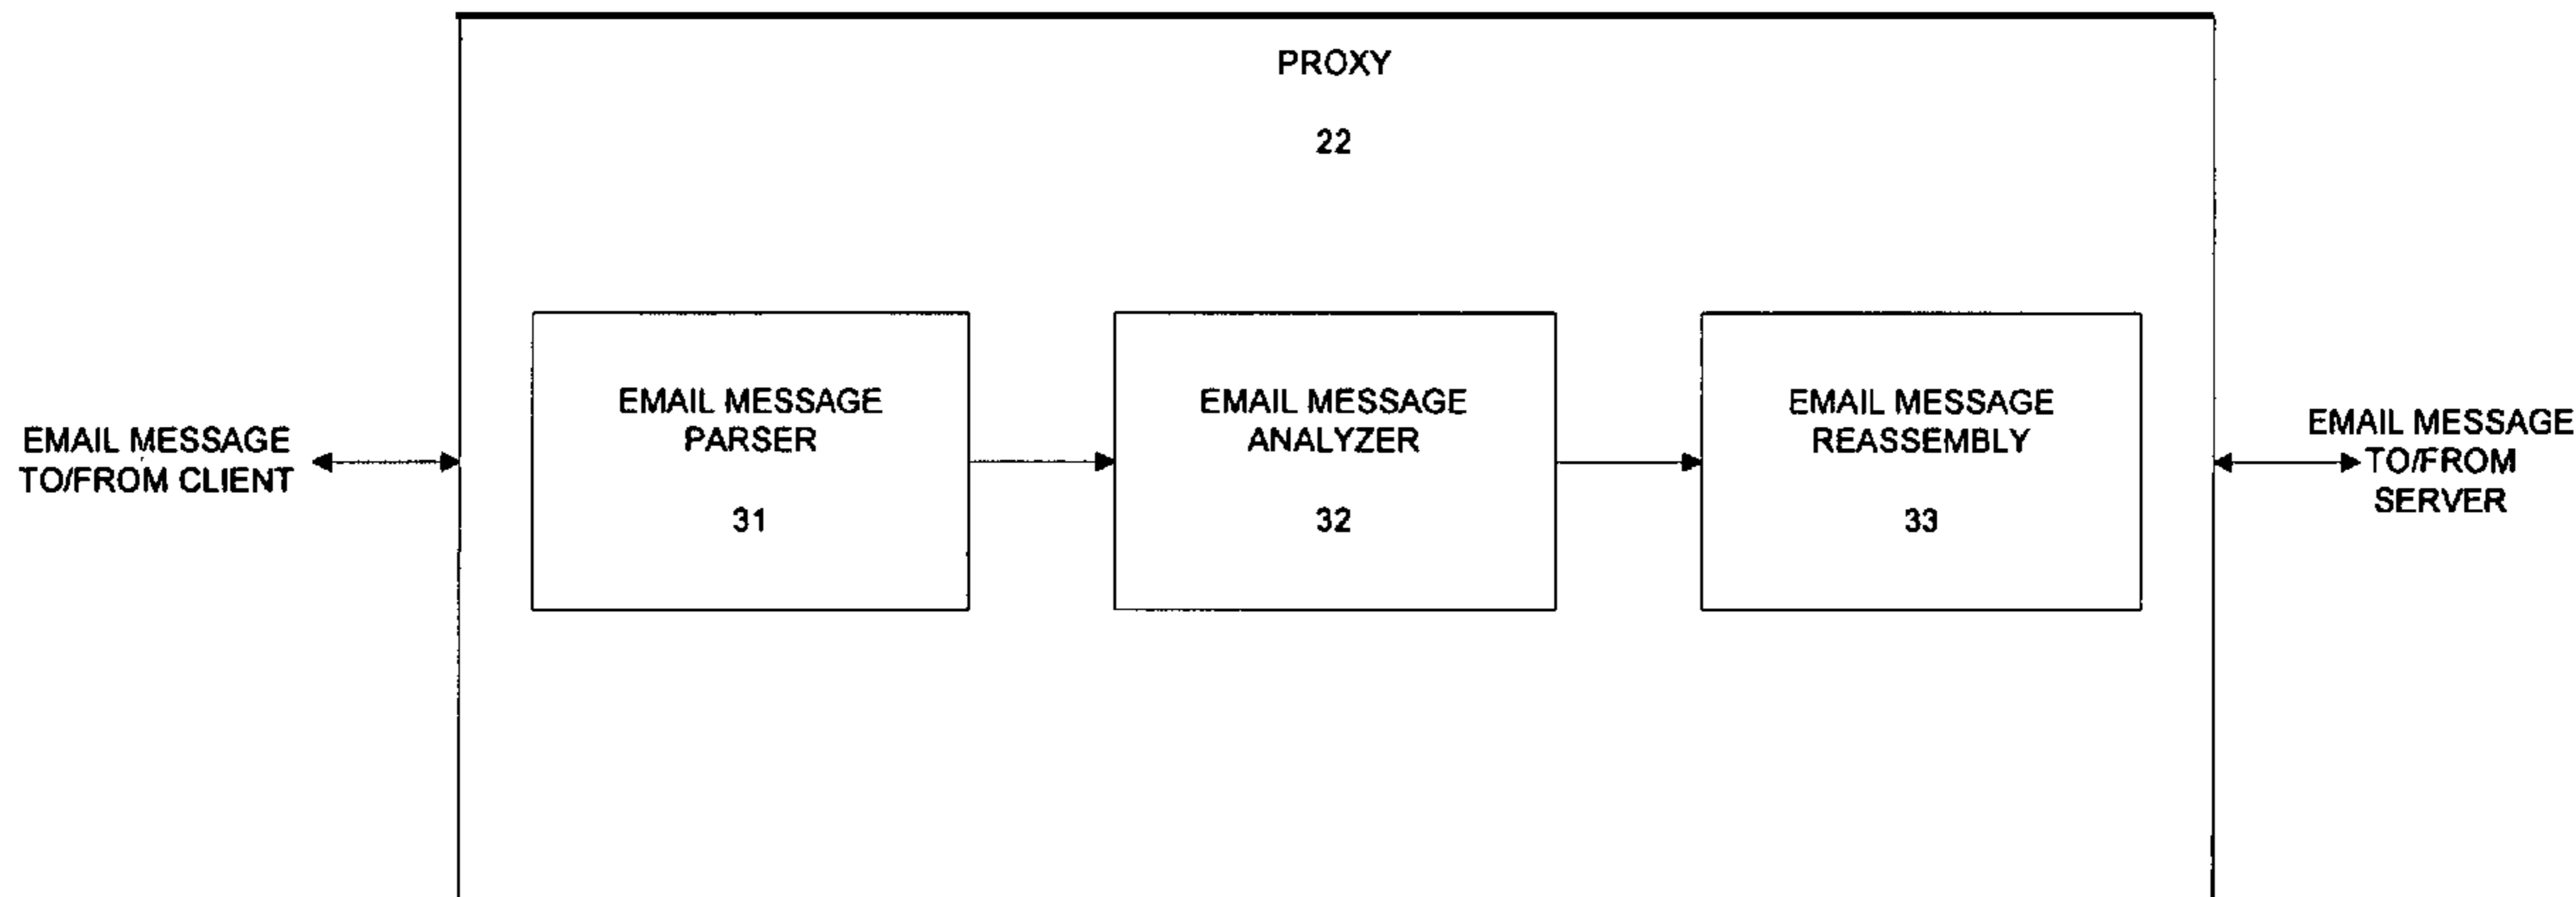 PROXY
22
EMAIL MESSAGE
TO/FROM CLIENT
EMAIL MESSAGE
PARSER
31
EMAIL MESSAGE
ANALYZER
32
EMAIL MESSAGE
REASSEMBLY
33
EMAIL MESSAGE
TO/FROM
SERVER